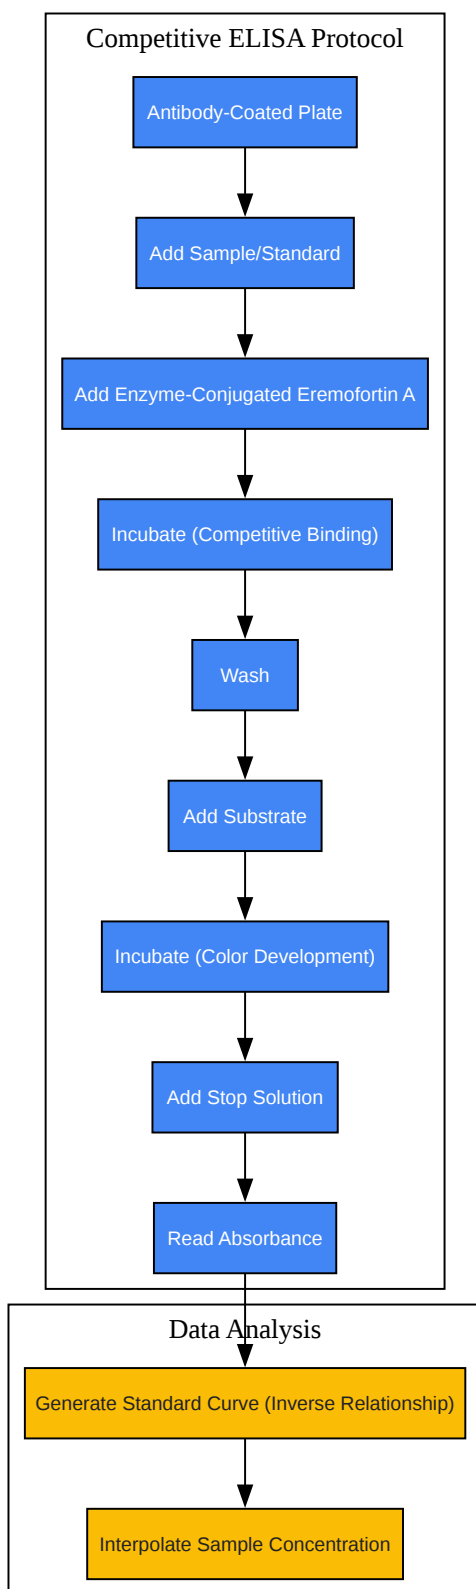 Competitive ELISA Protocol
Antibody-Coated Plate
Add Sample/Standard
Add Enzyme-Conjugated Eremofortin A
Incubate (Competitive Binding)
Wash
Add Substrate
Incubate (Color Development)
Add Stop Solution
Read Absorbance
Data Analysis
Generate Standard Curve (Inverse Relationship)
Interpolate Sample Concentration